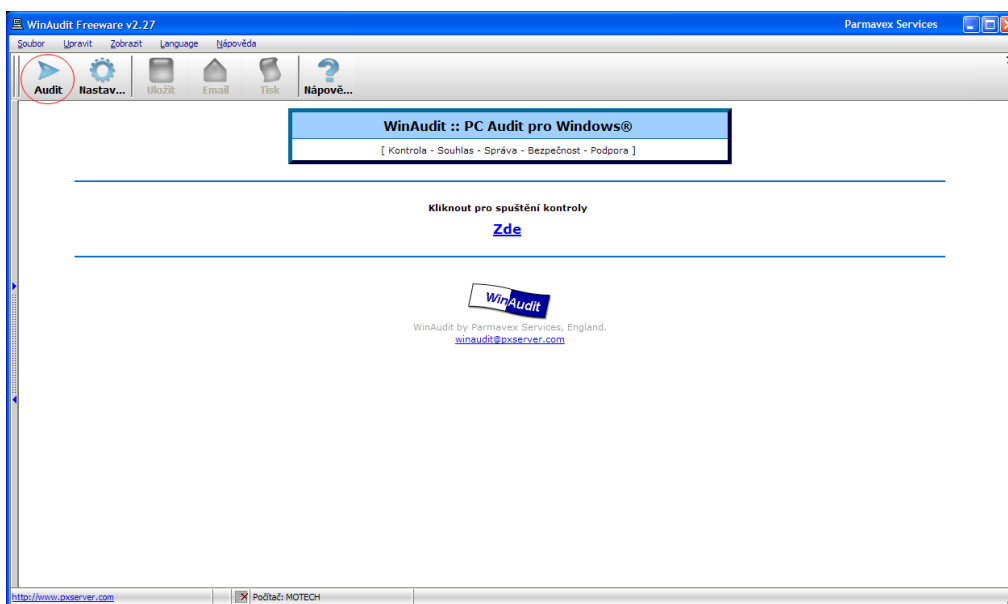 WinAudit Freeware v2.27
Parmavex Services
Soubor Upravit Zobrazit Language Nápověda
Audit Nastav... Uložit Email Tisk Nápově...
WinAudit :: PC Audit pro Windows®
[ Kontrola - Souhlas - Správa - Bezpečnost - Podpora ]
Kliknout pro spuštění kontroly
Zde
WinAudit
WinAudit by Parmavex Services, England.
winaudit@pxserver.com
http://www.pxserver.com
Počítač: MOTECH